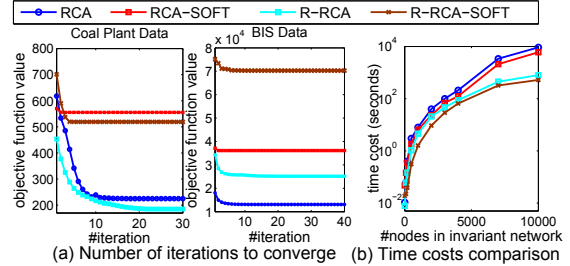 RCA RCA−SOFT R−RCA R−RCA−SOFT
Coal Plant Data
objective function value
800
700
600
500
400
300
200
10 20 30
#iteration
BIS Data
x 10^4
objective function value
8
7
6
5
4
3
2
1
10 20 30 40
#iteration
time cost (seconds)
10^4
10^2
10^0
10^−2
0 5000 10000
#nodes in invariant network
(a) Number of iterations to converge (b) Time costs comparison